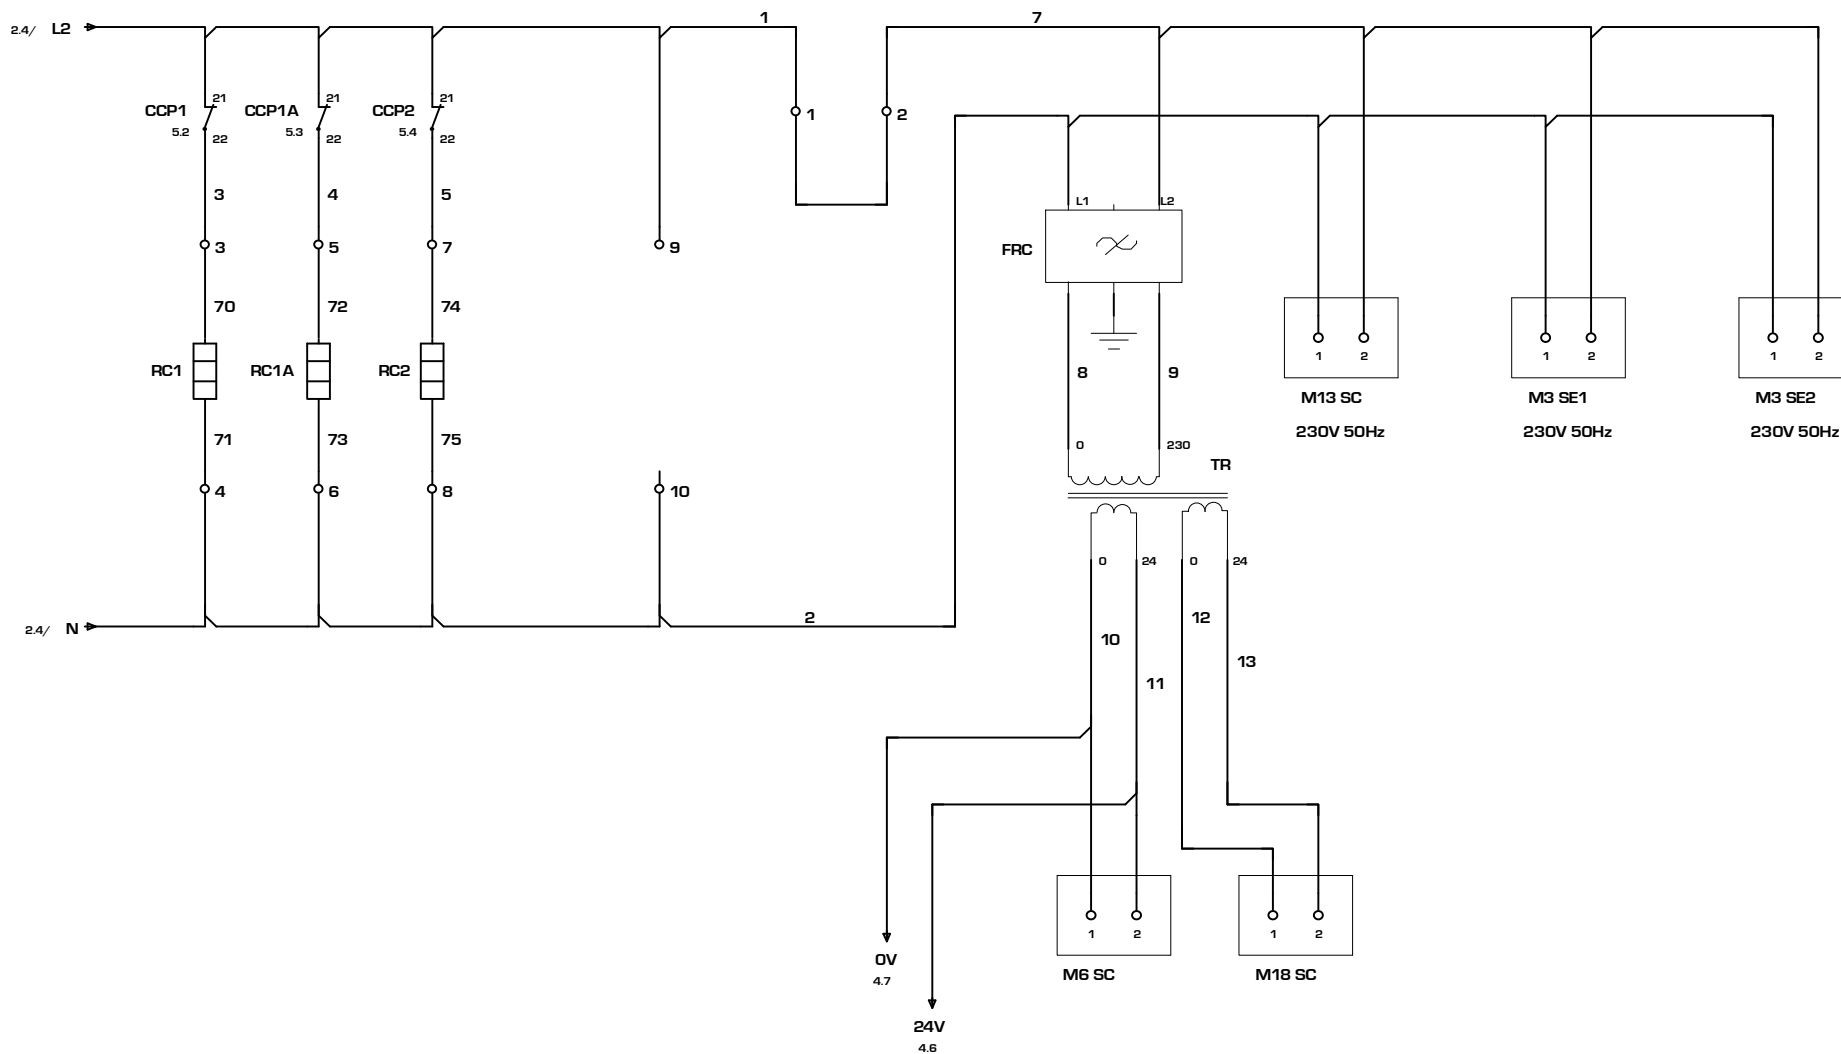 2.4/ L2 1 7
CCP1 21 CCP1A 21 CCP2 21
5.2 22 5.3 22 5.4 22
1 2
3 4 5
L1 L2
3 5 7 9
FRC
70 72 74
RC1 RC1A RC2
8 9
1 2 1 2 1 2
M13 SC M3 SE1 M3 SE2
230V 50Hz 230V 50Hz 230V 50Hz
71 73 75
0 230
TR
4 6 8 10
0 24 0 24
2.4/ N 2
12
10
13
11
1 2 1 2
0V
4.7
M6 SC M18 SC
24V
4.6